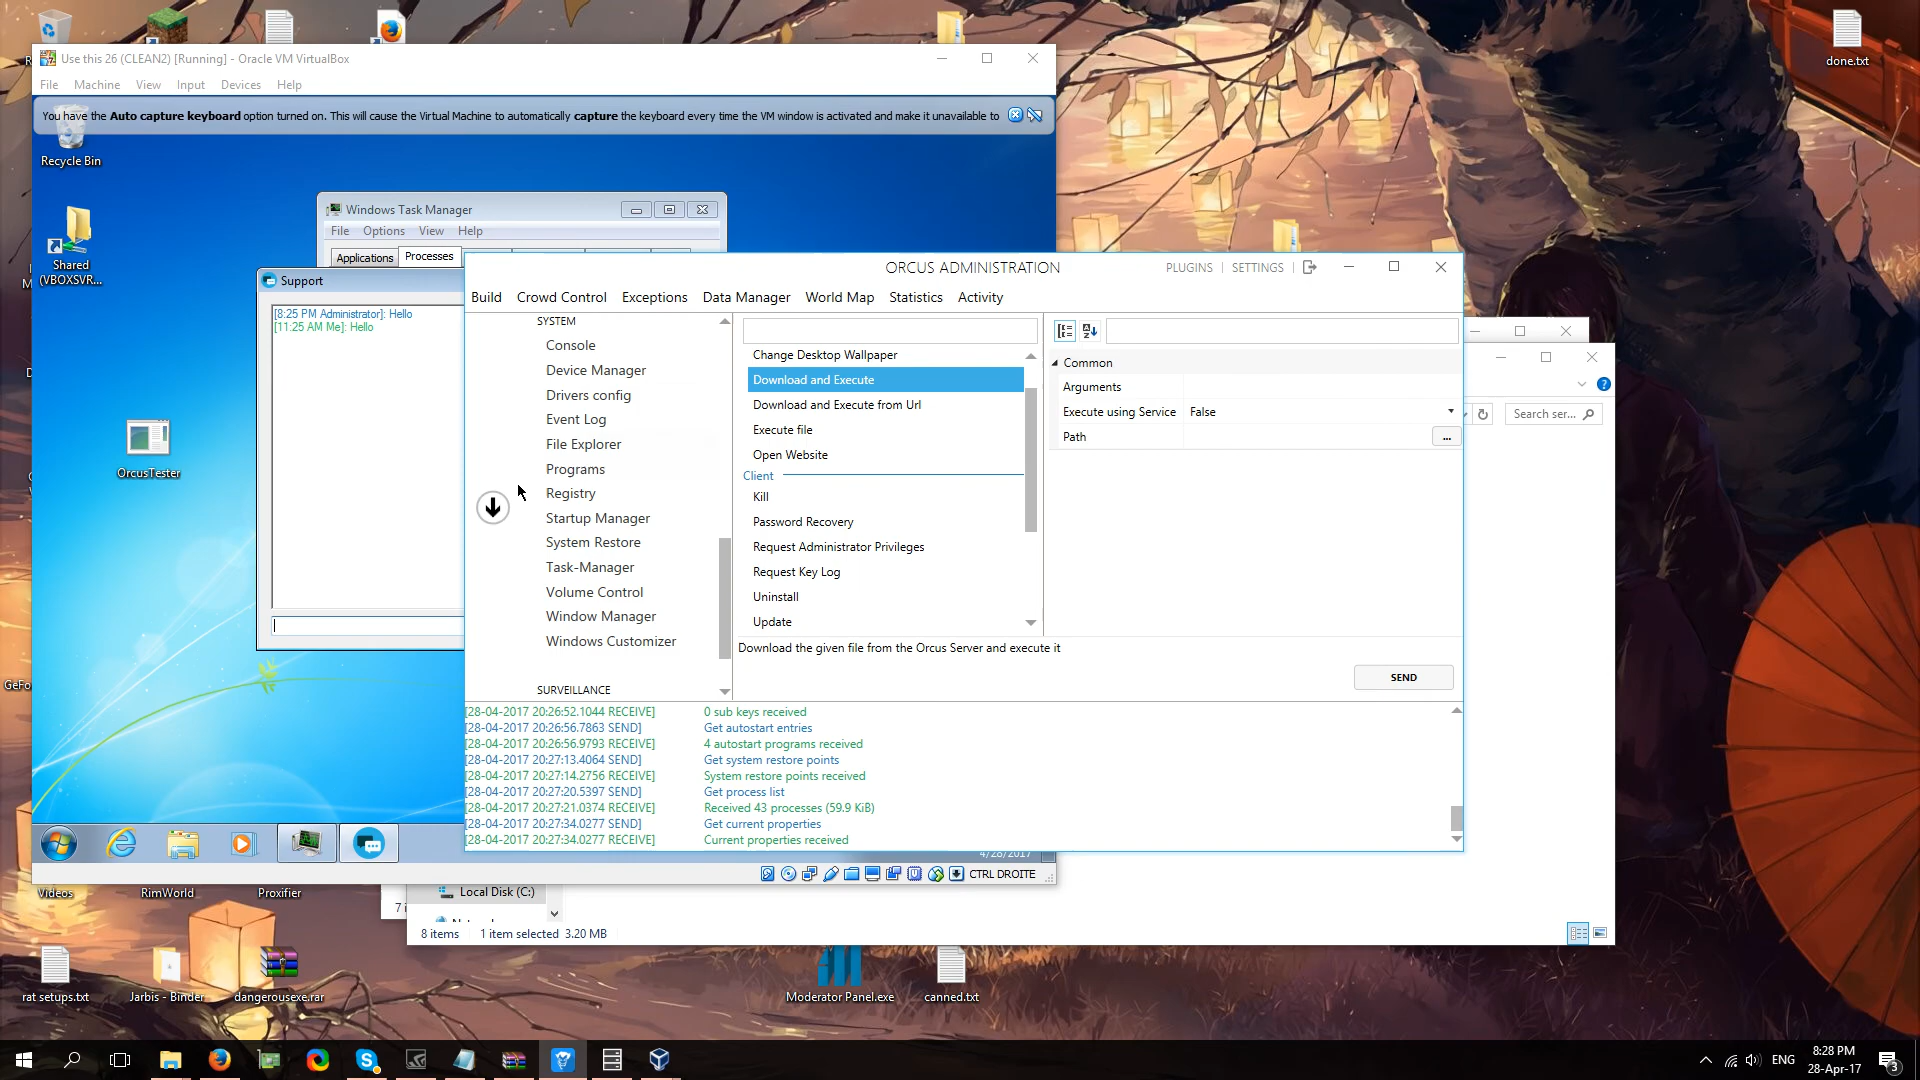 Use this 26 (CLEAN2) [Running] - Oracle VM VirtualBox
File Machine View Input Devices Help
You have the Auto capture keyboard option turned on. This will cause the Virtual Machine to automatically capture the keyboard every time the VM window is activated and make it unavailable to
Recycle Bin
Shared
(VBOXSVR...
OrcusTester
Windows Task Manager
File Options View Help
Applications Processes
Support
[8:25 PM Administrator]: Hello
[11:25 AM Me]: Hello
ORCUS ADMINISTRATION
PLUGINS | SETTINGS |
Build Crowd Control Exceptions Data Manager World Map Statistics Activity
SYSTEM
Console
Device Manager
Drivers config
Event Log
File Explorer
Programs
Registry
Startup Manager
System Restore
Task-Manager
Volume Control
Window Manager
Windows Customizer
SURVEILLANCE
Change Desktop Wallpaper
Download and Execute
Download and Execute from Url
Execute file
Open Website
Client
Kill
Password Recovery
Request Administrator Privileges
Request Key Log
Uninstall
Update
Common
Arguments
Execute using Service False
Path ...
Download the given file from the Orcus Server and execute it
SEND
[28-04-2017 20:26:52.1044 RECEIVE] 0 sub keys received
[28-04-2017 20:26:56.7863 SEND] Get autostart entries
[28-04-2017 20:26:56.9793 RECEIVE] 4 autostart programs received
[28-04-2017 20:27:13.4064 SEND] Get system restore points
[28-04-2017 20:27:14.2756 RECEIVE] System restore points received
[28-04-2017 20:27:20.5397 SEND] Get process list
[28-04-2017 20:27:21.0374 RECEIVE] Received 43 processes (59.9 KiB)
[28-04-2017 20:27:34.0277 SEND] Get current properties
[28-04-2017 20:27:34.0277 RECEIVE] Current properties received
4/28/2017
CTRL DROITE
Search ser...
done.txt
GeFo
Videos
RimWorld
Proxifier
Local Disk (C:)
8 items 1 item selected 3.20 MB
rat setups.txt
Jarbis - Binder
dangerousexe.rar
Moderator Panel.exe
canned.txt
ENG
8:28 PM
28-Apr-17
3